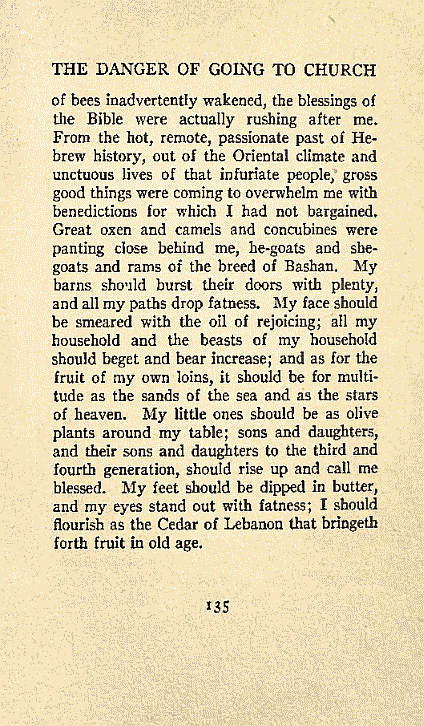 THE DANGER OF GOING TO CHURCH
of bees inadvertently wakened, the blessings of
the Bible were actually rushing after me.
From the hot, remote, passionate past of He-
brew history, out of the Oriental climate and
unctuous lives of that infuriate people, gross
good things were coming to overwhelm me with
benedictions for which I had not bargained.
Great oxen and camels and concubines were
panting close behind me, he-goats and she-
goats and rams of the breed of Bashan. My
barns should burst their doors with plenty,
and all my paths drop fatness. My face should
be smeared with the oil of rejoicing; all my
household and the beasts of my household
should beget and bear increase; and as for the
fruit of my own loins, it should be for multi-
tude as the sands of the sea and as the stars
of heaven. My little ones should be as olive
plants around my table; sons and daughters,
and their sons and daughters to the third and
fourth generation, should rise up and call me
blessed. My feet should be dipped in butter,
and my eyes stand out with fatness; I should
flourish as the Cedar of Lebanon that bringeth
forth fruit in old age.
135